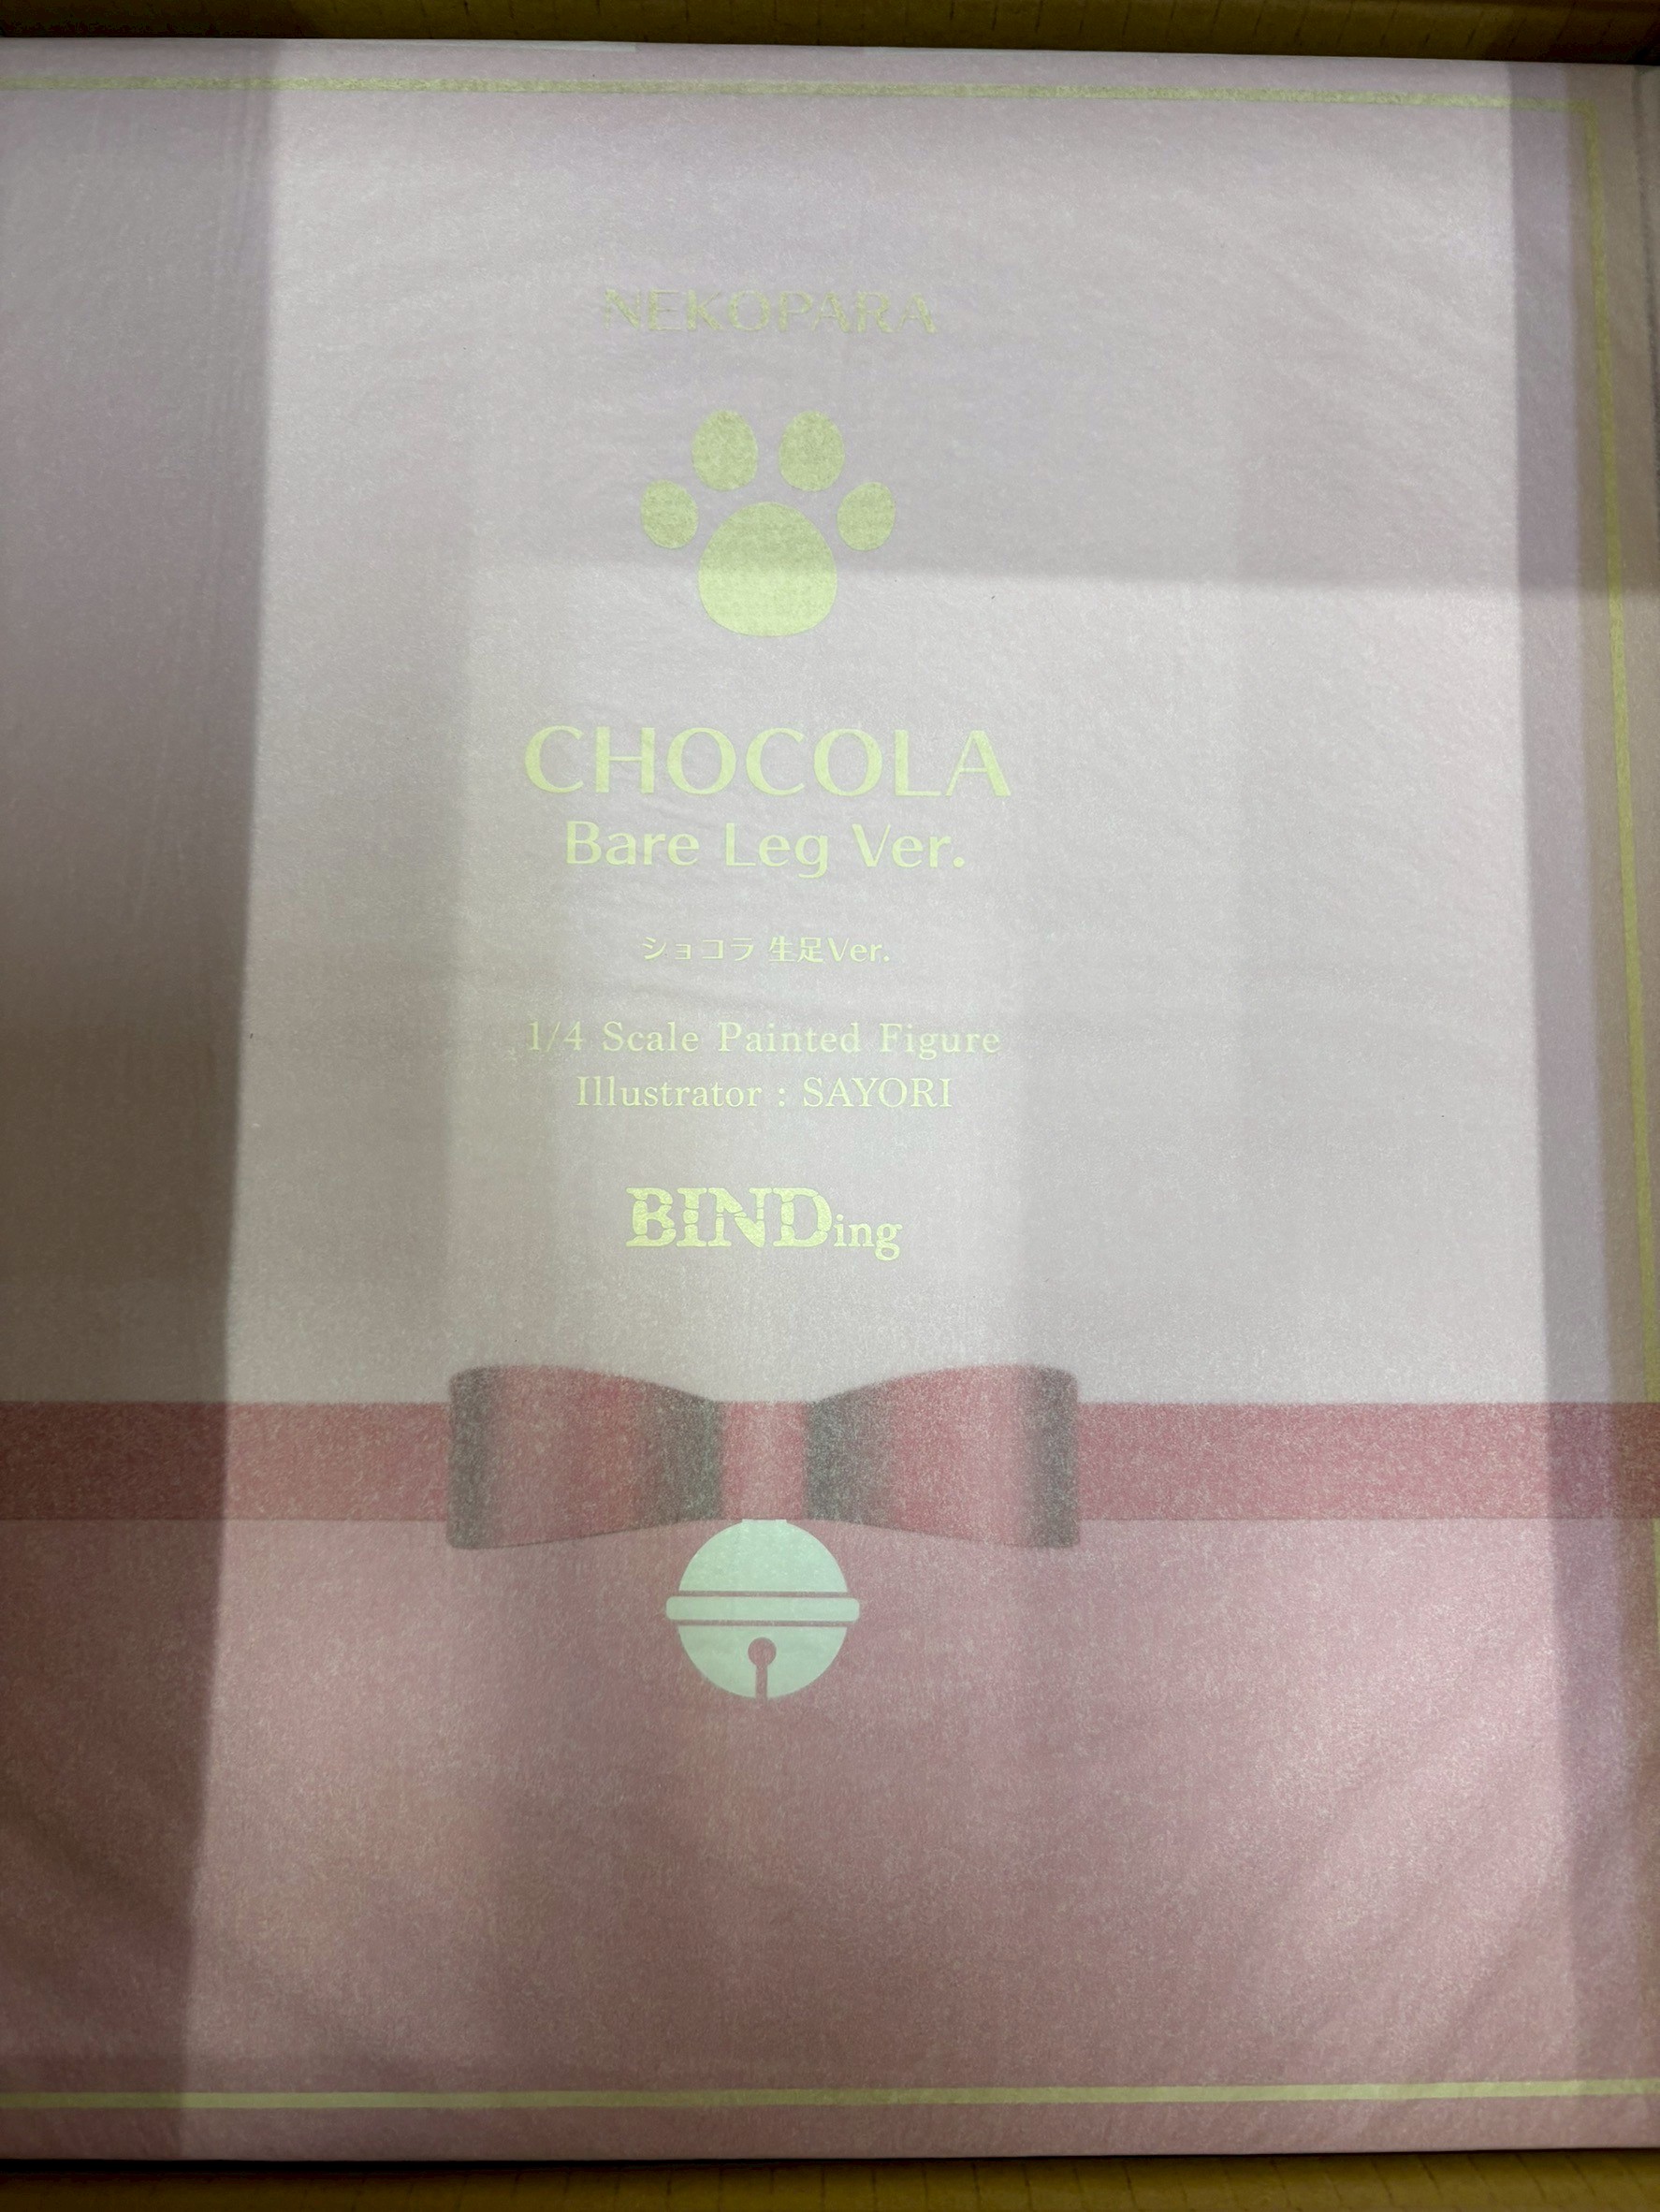 NEKOPARA
CHOCOLA
Bare Leg Ver.
ショコラ 生足Ver.
1/4 Scale Painted Figure
Illustrator : SAYORI
BINDing